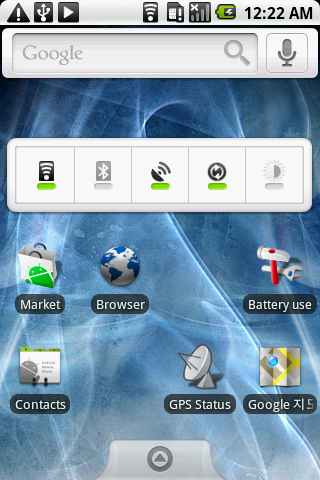 12:22 AM
Google
Market
Browser
Battery use
Contacts
GPS Status
Google 지도